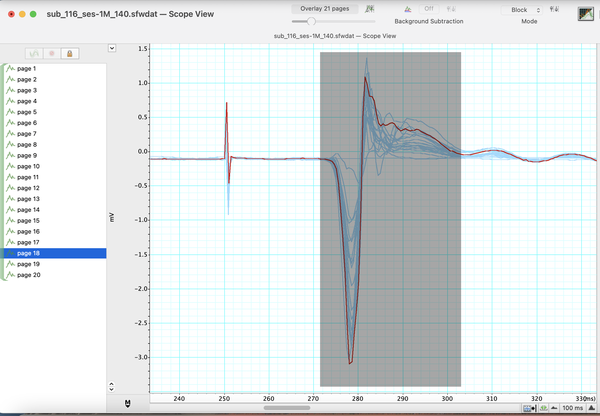 sub_116_ses-1M_140.sfwdat — Scope View
Overlay 21 pages
Off
Block
Background Subtraction
Mode
sub_116_ses-1M_140.sfwdat — Scope View
page 1
page 2
page 3
page 4
page 5
page 6
page 7
page 8
page 9
page 10
page 11
page 12
page 13
page 14
page 15
page 16
page 17
page 18
page 19
page 20
1.5
1.0
0.5
0.0
−0.5
−1.0
−1.5
−2.0
−2.5
−3.0
mV
240
250
260
270
280
290
300
310
320
330(ms)
100 ms